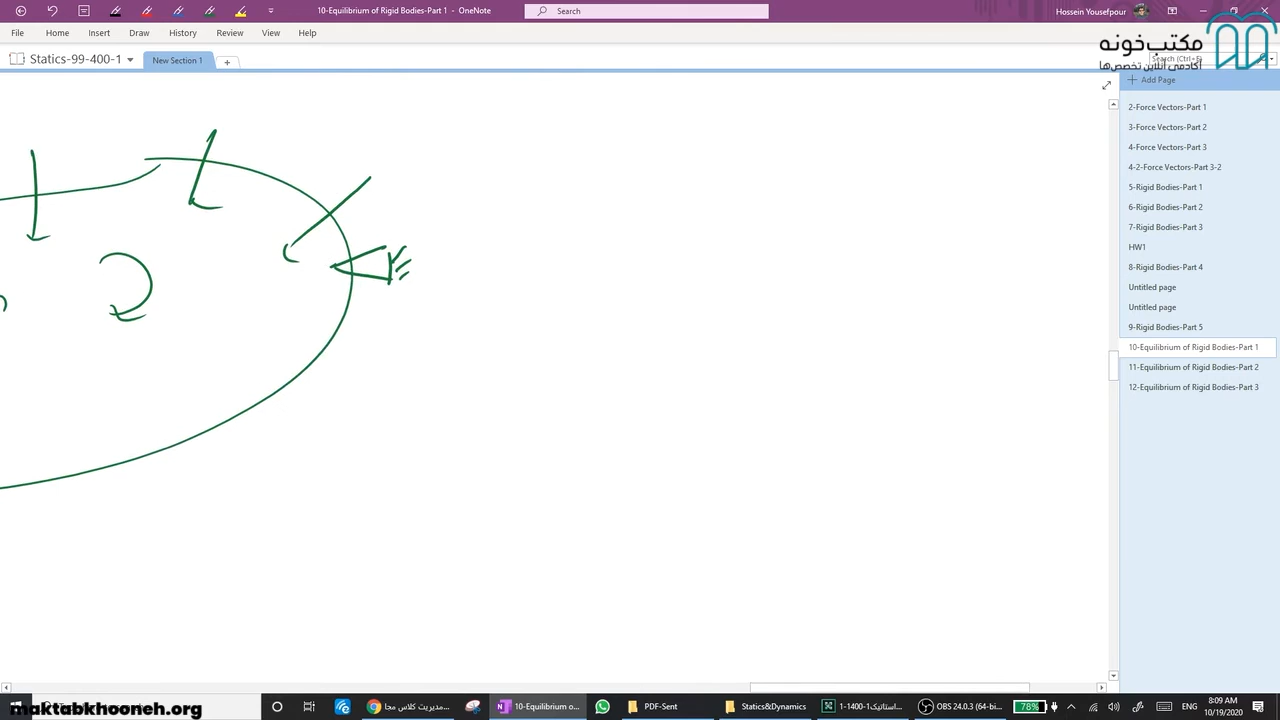 10-Equilibrium of Rigid Bodies-Part 1 - OneNote
Search
Hossein Yousefpour
File Home Insert Draw History Review View Help
مکتب‌خونه
آکادمی آنلاین تخصص‌ها
Statics-99-400-1
New Section 1
Add Page
2-Force Vectors-Part 1
3-Force Vectors-Part 2
4-Force Vectors-Part 3
4-2-Force Vectors-Part 3-2
5-Rigid Bodies-Part 1
6-Rigid Bodies-Part 2
7-Rigid Bodies-Part 3
HW1
8-Rigid Bodies-Part 4
Untitled page
Untitled page
9-Rigid Bodies-Part 5
10-Equilibrium of Rigid Bodies-Part 1
11-Equilibrium of Rigid Bodies-Part 2
12-Equilibrium of Rigid Bodies-Part 3
maktabkhooneh.org
...مدیریت کلاس مجا
10-Equilibrium o...
PDF-Sent
Statics&Dynamics
...استاتیک1-1400-1
OBS 24.0.3 (64-bi...
78%
ENG
8:09 AM
10/19/2020